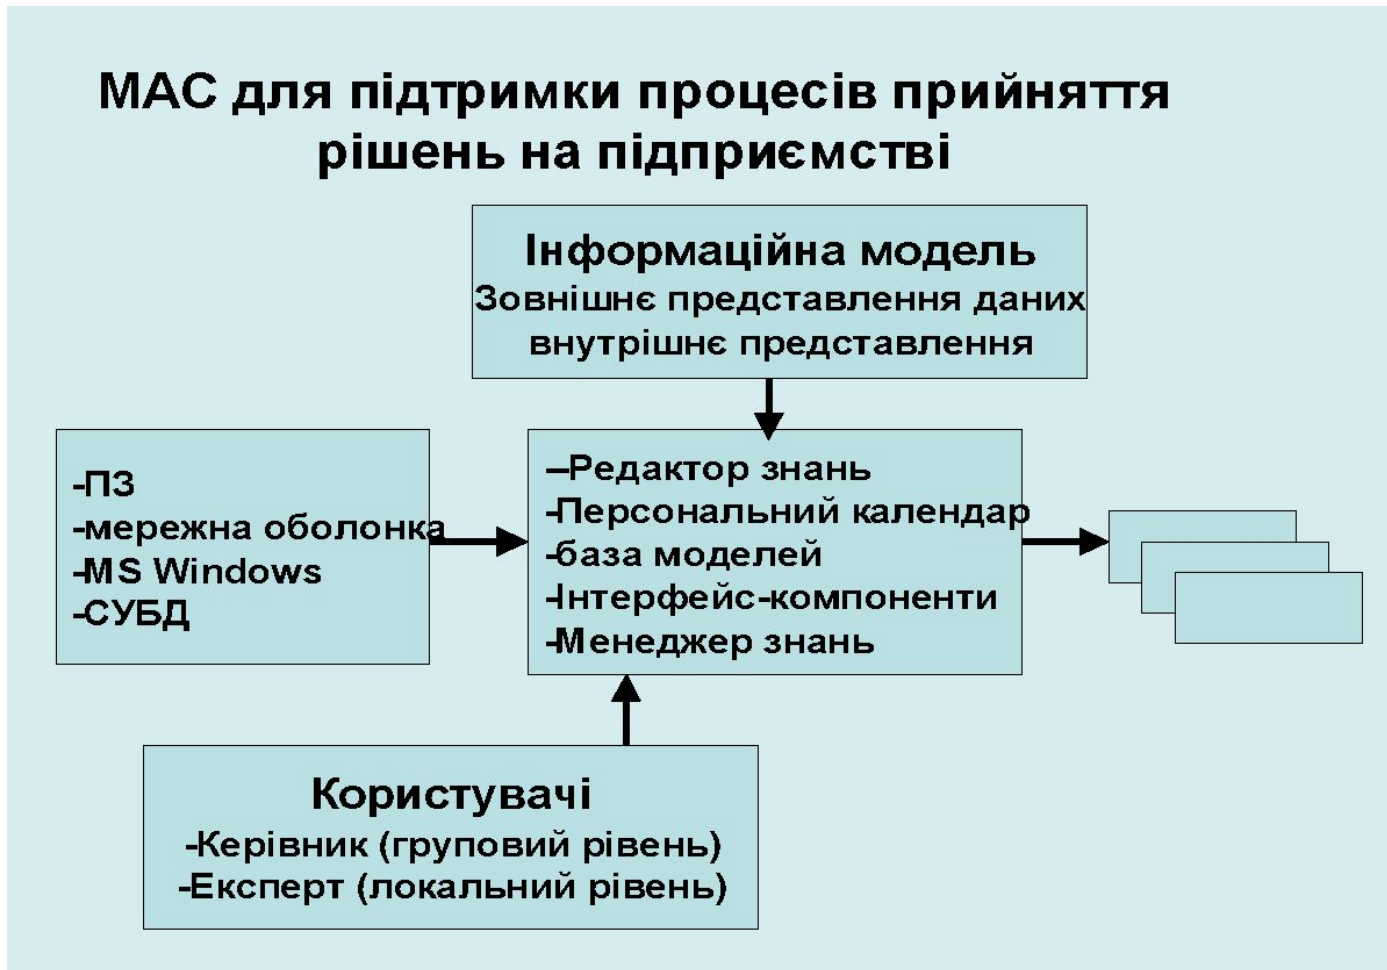 МАС для підтримки процесів прийняття
рішень на підприємстві
Інформаційна модель
Зовнішнє представлення даних
внутрішнє представлення
-ПЗ
-мережна оболонка
-MS Windows
-СУБД
–Редактор знань
-Персональний календар
-база моделей
-Інтерфейс-компоненти
-Менеджер знань
Користувачі
-Керівник (груповий рівень)
-Експерт (локальний рівень)